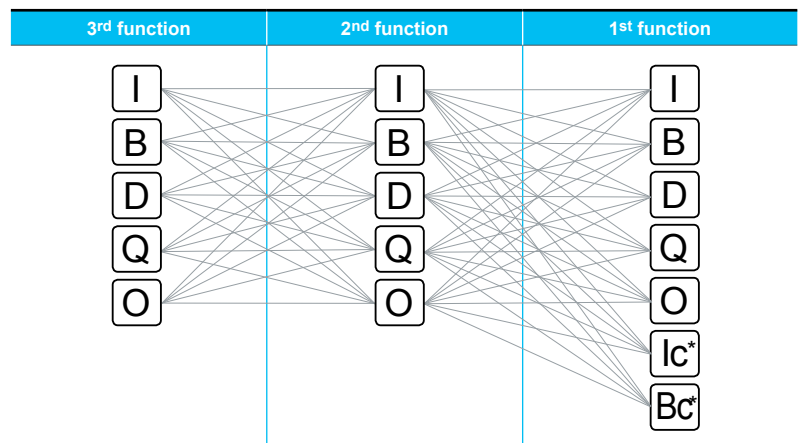 3rd function 2nd function 1st function
I I I
B B B
D D D
Q Q Q
O O O
Ic*
Bc*